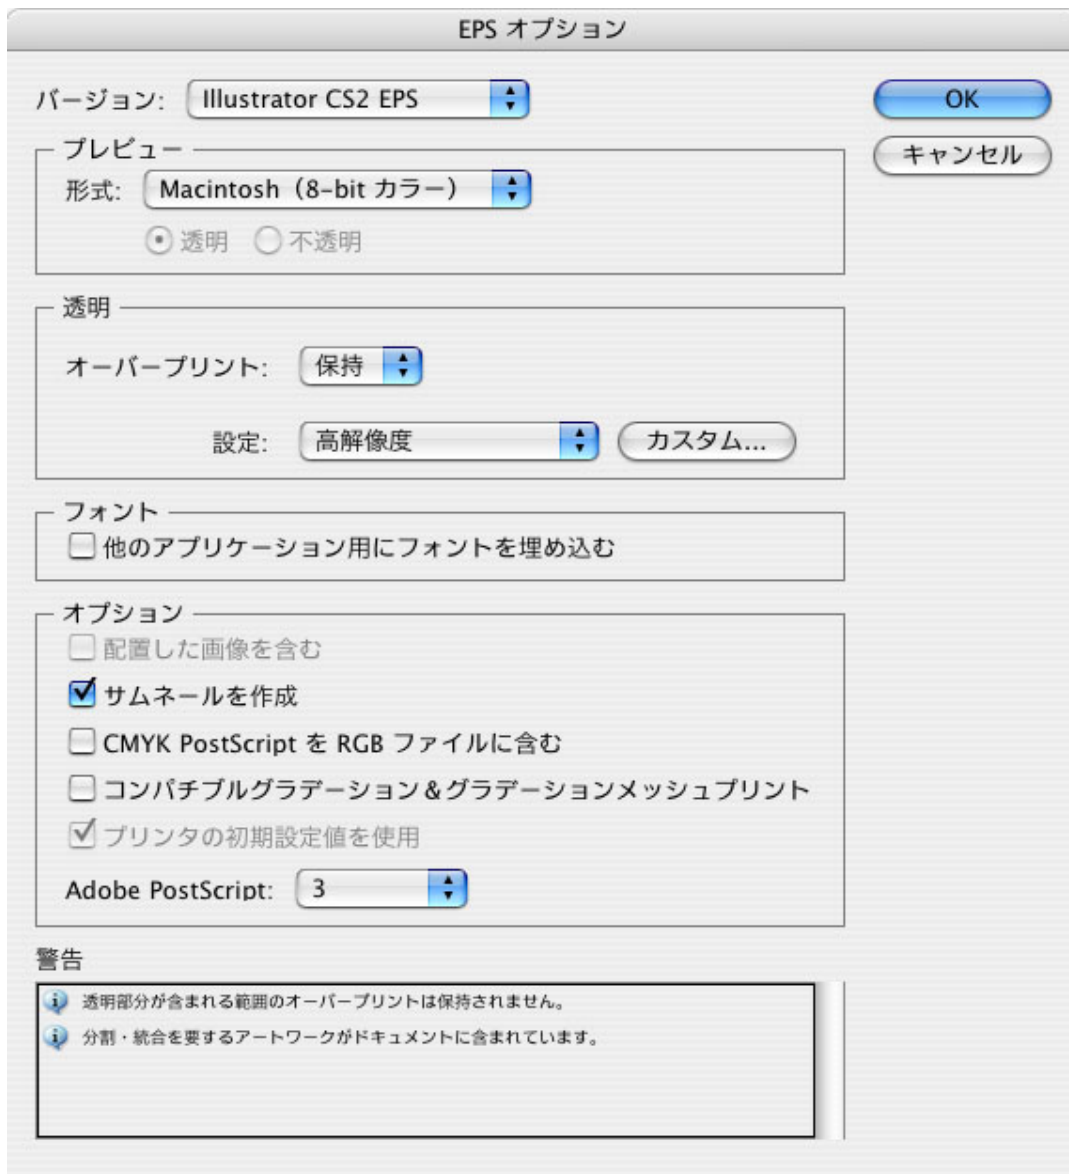 EPS オプション
バージョン: Illustrator CS2 EPS
OK
プレビュー
キャンセル
形式: Macintosh（8-bit カラー）
透明 不透明
透明
オーバープリント: 保持
設定: 高解像度 カスタム...
フォント
他のアプリケーション用にフォントを埋め込む
オプション
配置した画像を含む
サムネールを作成
CMYK PostScript を RGB ファイルに含む
コンパチブルグラデーション＆グラデーションメッシュプリント
プリンタの初期設定値を使用
Adobe PostScript: 3
警告
透明部分が含まれる範囲のオーバープリントは保持されません。
分割・統合を要するアートワークがドキュメントに含まれています。